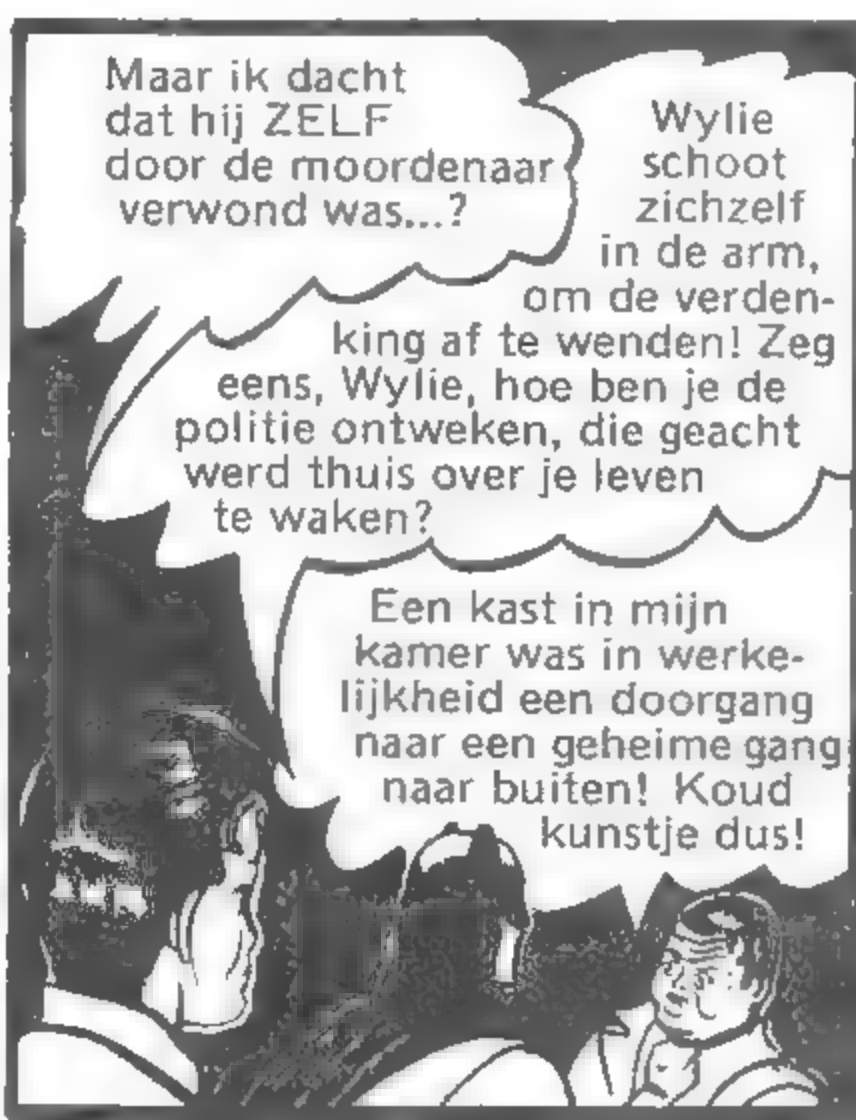 Maar ik dacht
dat hij ZELF
door de moordenaar
verwond was...?
Wylie
schoot
zichzelf
in de arm,
om de verden-
king af te wenden! Zeg
eens, Wylie, hoe ben je de
politie ontweken, die geacht
werd thuis over je leven
te waken?
Een kast in mijn
kamer was in werke-
lijkheid een doorgang
naar een geheime gang
naar buiten! Koud
kunstje dus!